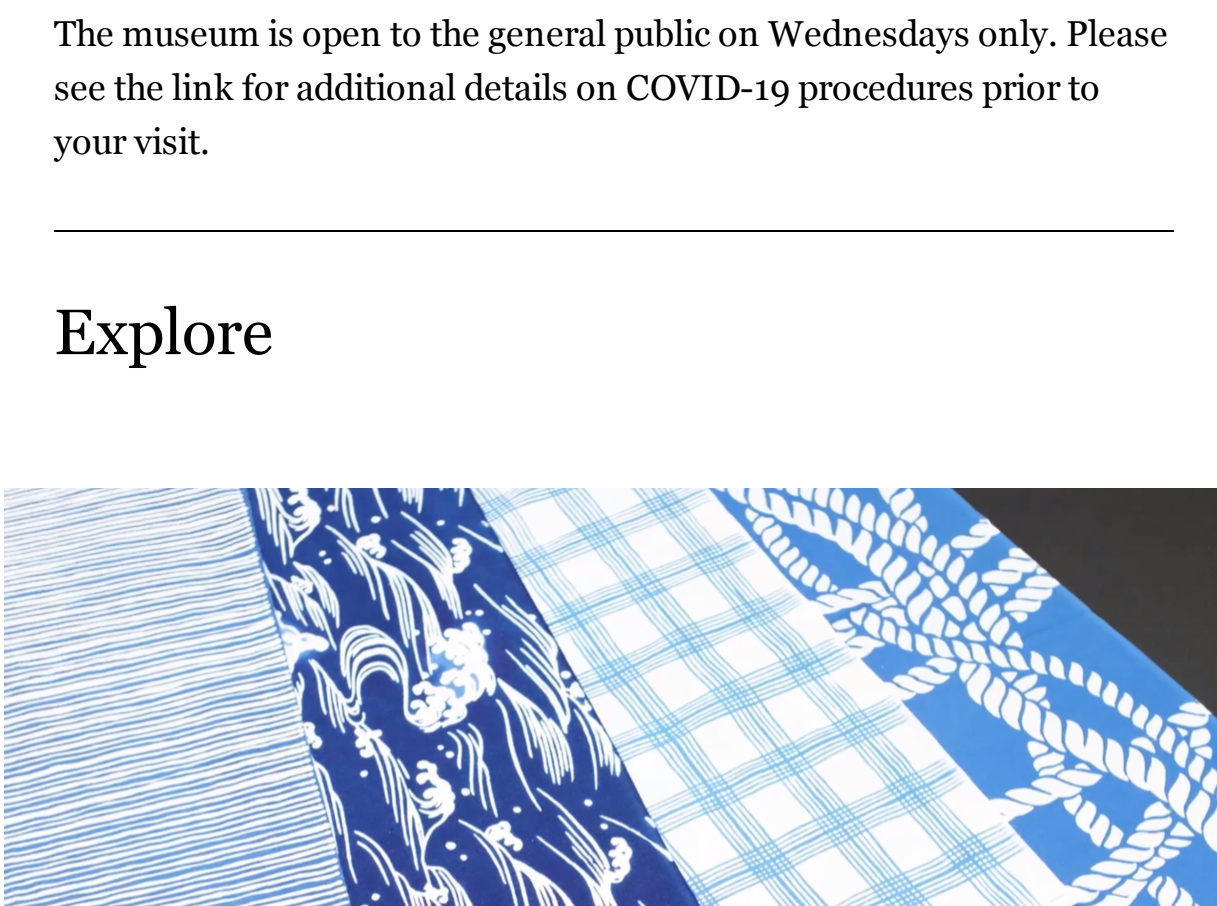 The museum is open to the general public on Wednesdays only. Please
see the link for additional details on COVID-19 procedures prior to
your visit.
Explore